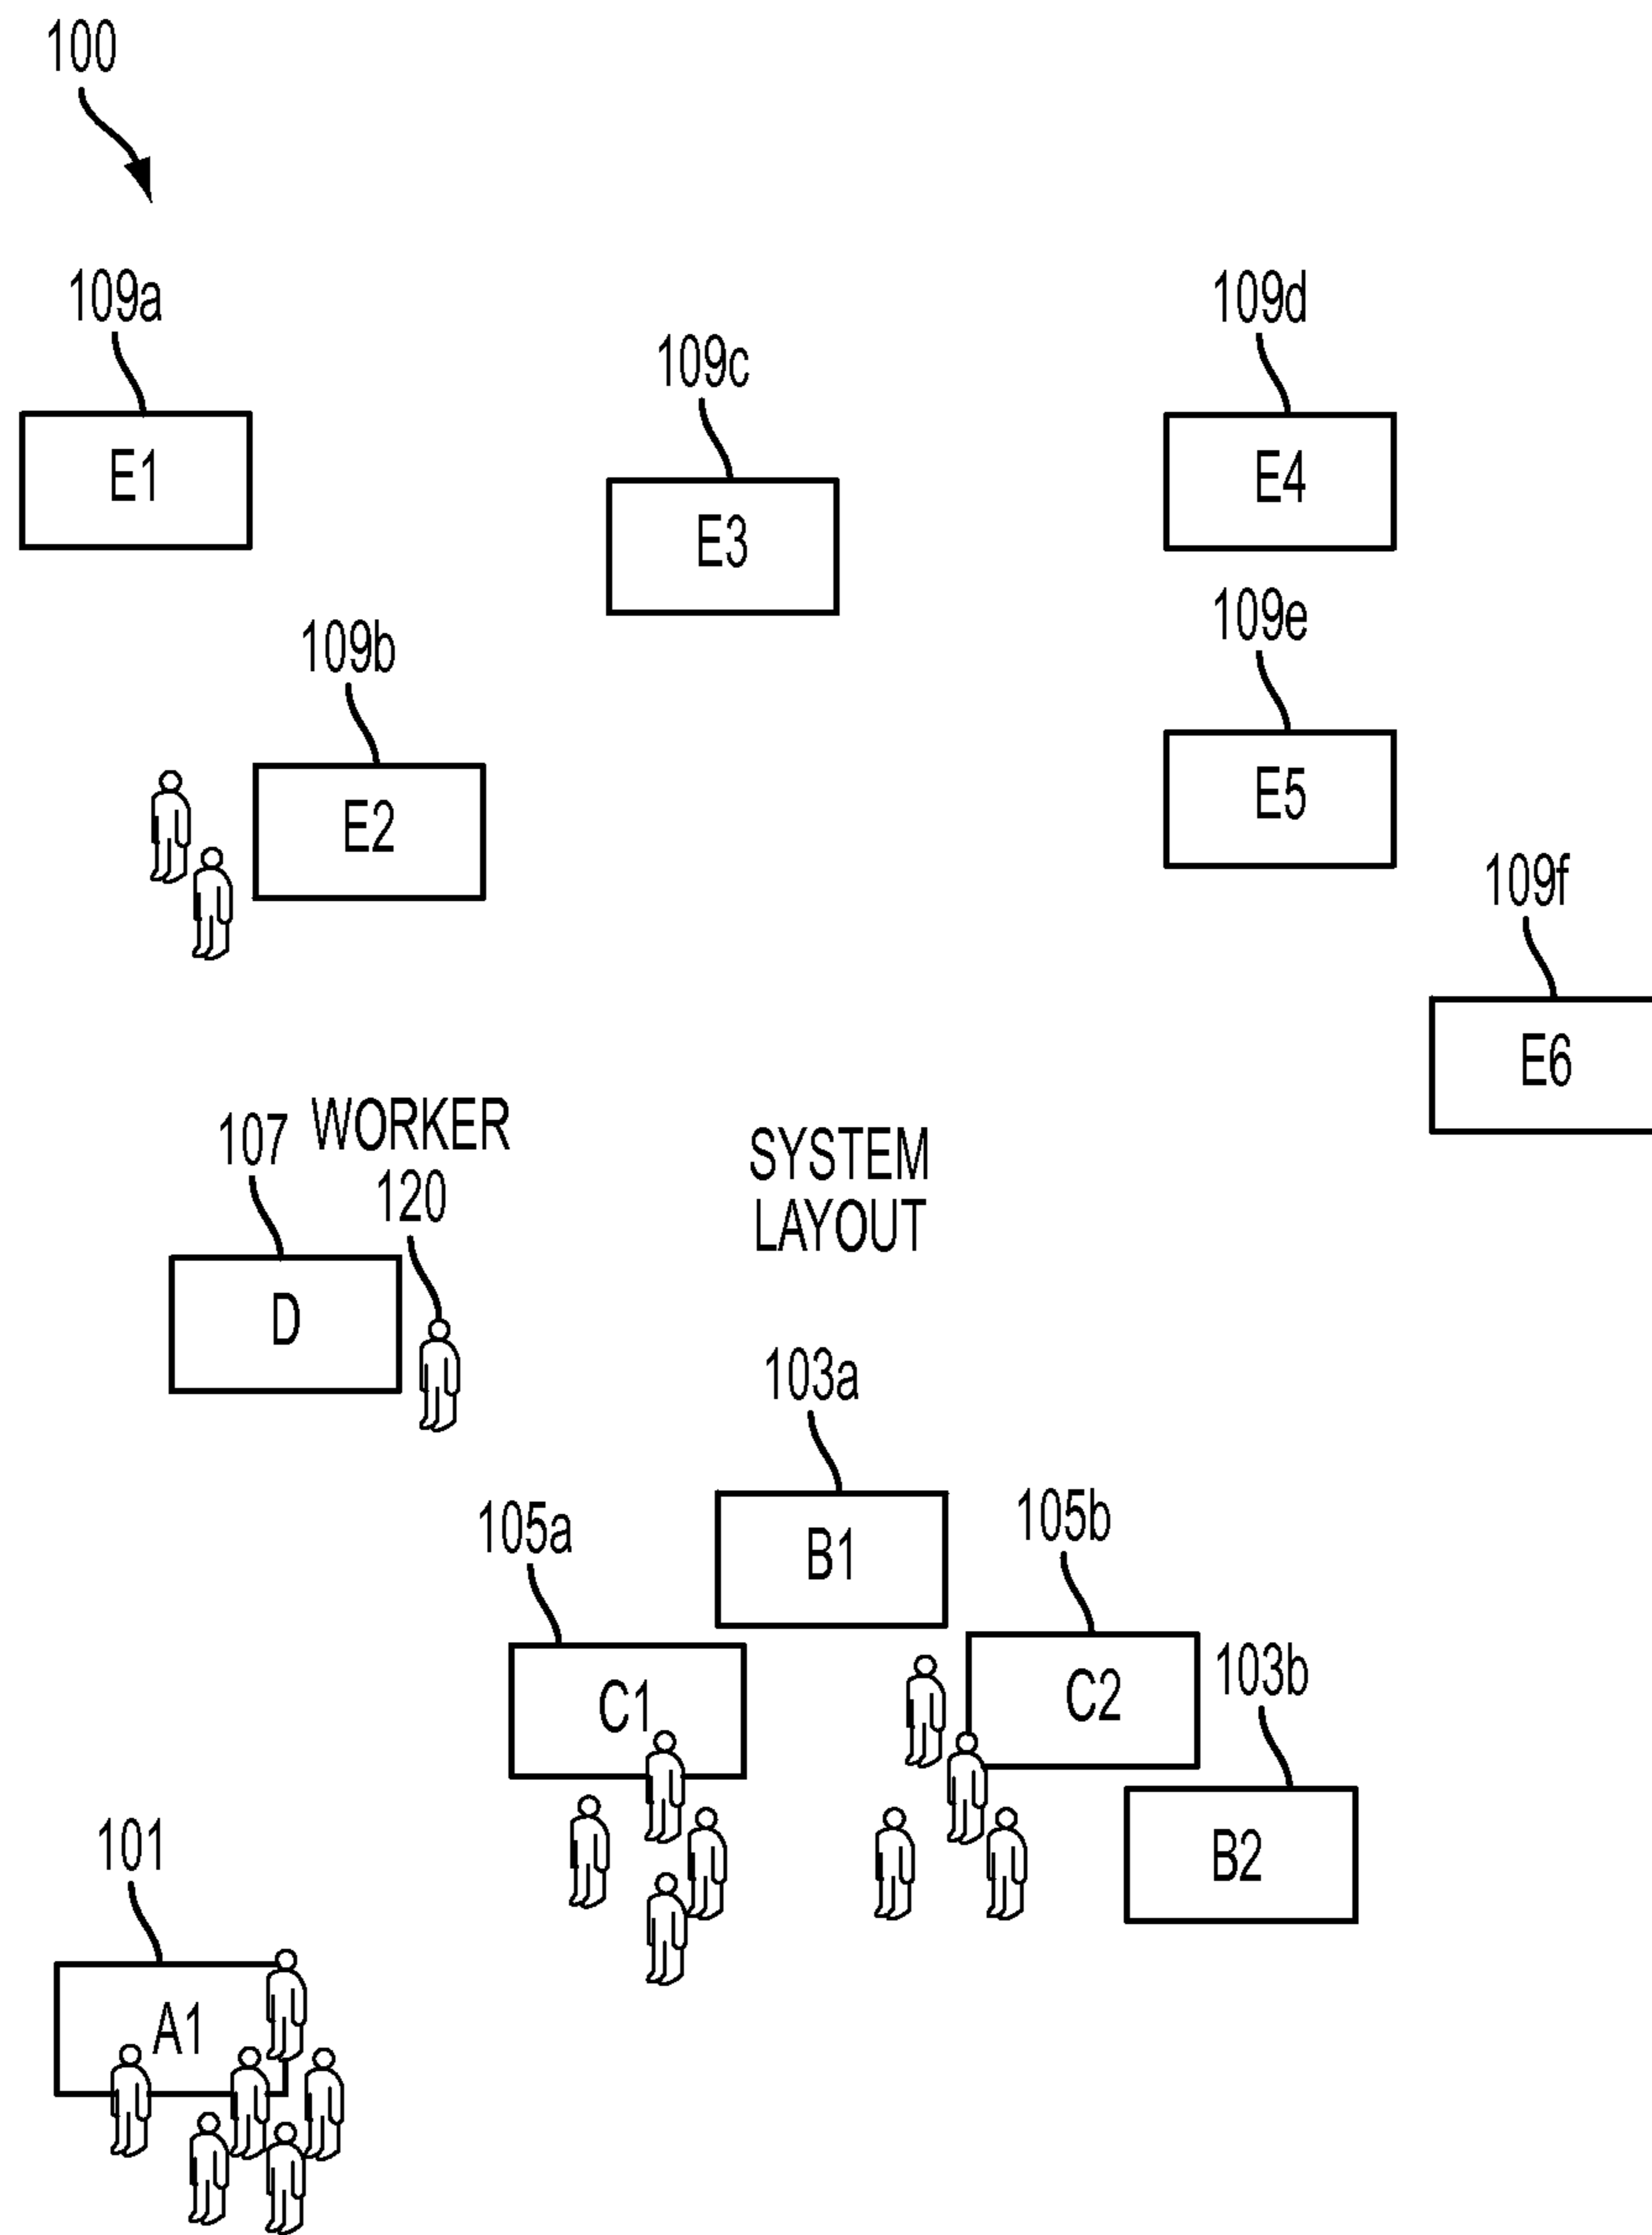 100
109a
109d
109c
E1
E4
E3
109e
109b
E5
E2
109f
E6
107
WORKER
120
SYSTEM
LAYOUT
D
103a
105a
B1
105b
C1
C2
103b
101
B2
A1